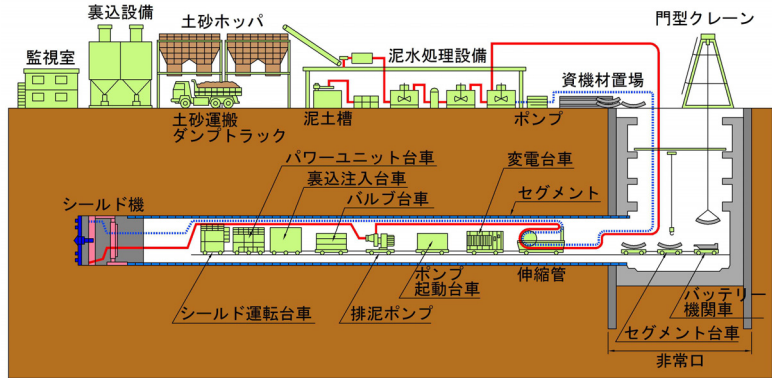 裏込設備
土砂ホッパ
門型クレーン
監視室
泥水処理設備
資機材置場
土砂運搬
ダンプトラック
泥土槽
ポンプ
パワーユニット台車
変電台車
裏込注入台車
セグメント
シールド機
バルブ台車
ポンプ
起動台車
伸縮管
バッテリー
機関車
シールド運転台車
排泥ポンプ
セグメント台車
非常口